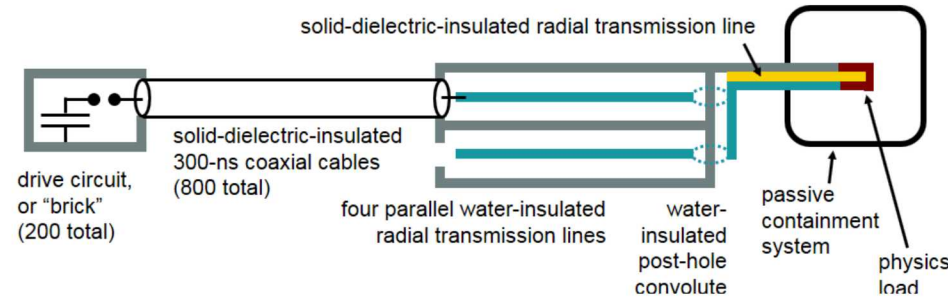 solid-dielectric-insulated radial transmission line
drive circuit,
or “brick”
(200 total)
solid-dielectric-insulated
300-ns coaxial cables
(800 total)
four parallel water-insulated
radial transmission lines
water-
insulated
post-hole
convolute
passive
containment
system
physics
load